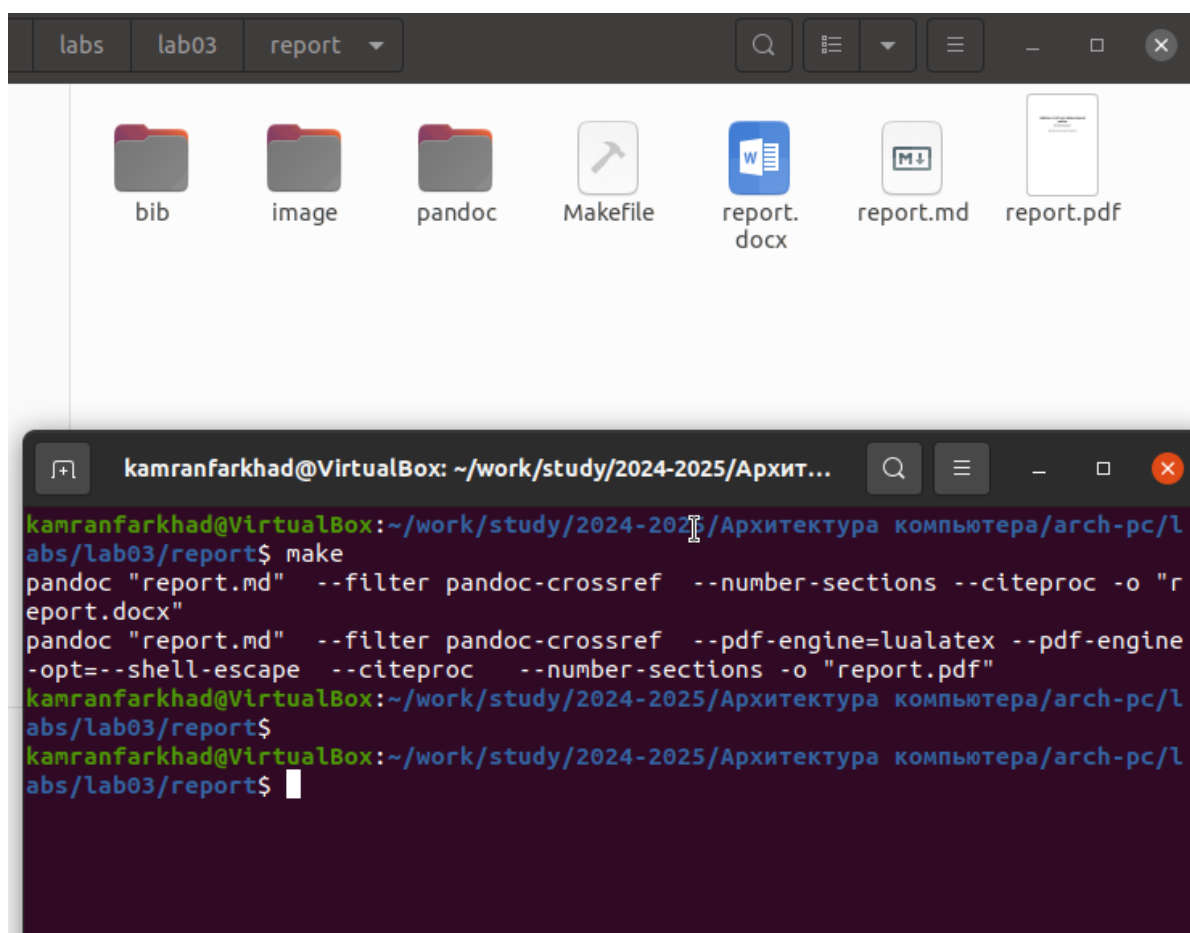 labs lab03 report
bib image pandoc Makefile report.docx report.md report.pdf
kamranfarkhad@VirtualBox: ~/work/study/2024-2025/Архит...
kamranfarkhad@VirtualBox:~/work/study/2024-2025/Архитектура компьютера/arch-pc/l
abs/lab03/report$ make
pandoc "report.md"  --filter pandoc-crossref  --number-sections --citeproc -o "r
eport.docx"
pandoc "report.md"  --filter pandoc-crossref  --pdf-engine=lualatex --pdf-engine
-opt=--shell-escape  --citeproc   --number-sections -o "report.pdf"
kamranfarkhad@VirtualBox:~/work/study/2024-2025/Архитектура компьютера/arch-pc/l
abs/lab03/report$
kamranfarkhad@VirtualBox:~/work/study/2024-2025/Архитектура компьютера/arch-pc/l
abs/lab03/report$